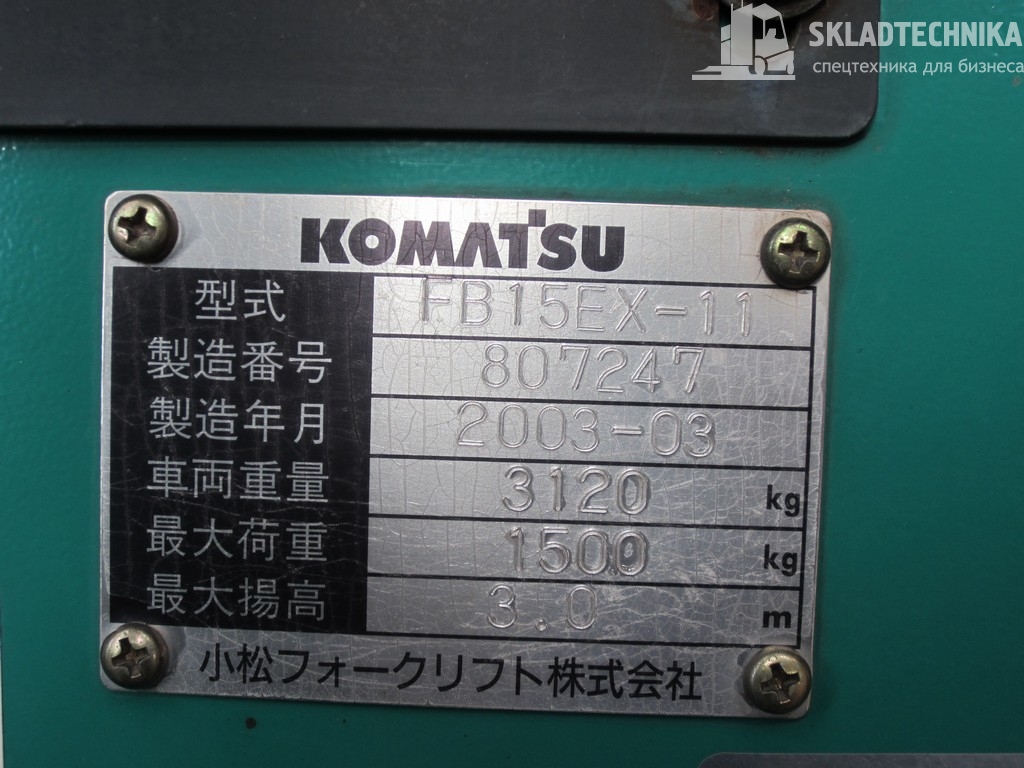 SKLADTECHNIKA
спецтехника для бизнеса
KOMATSU
型式 FB15EX-11
製造番号 807247
製造年月 2003-03
車両重量 3120 kg
最大荷重 1500 kg
最大揚高 3.0 m
小松フォークリフト株式会社